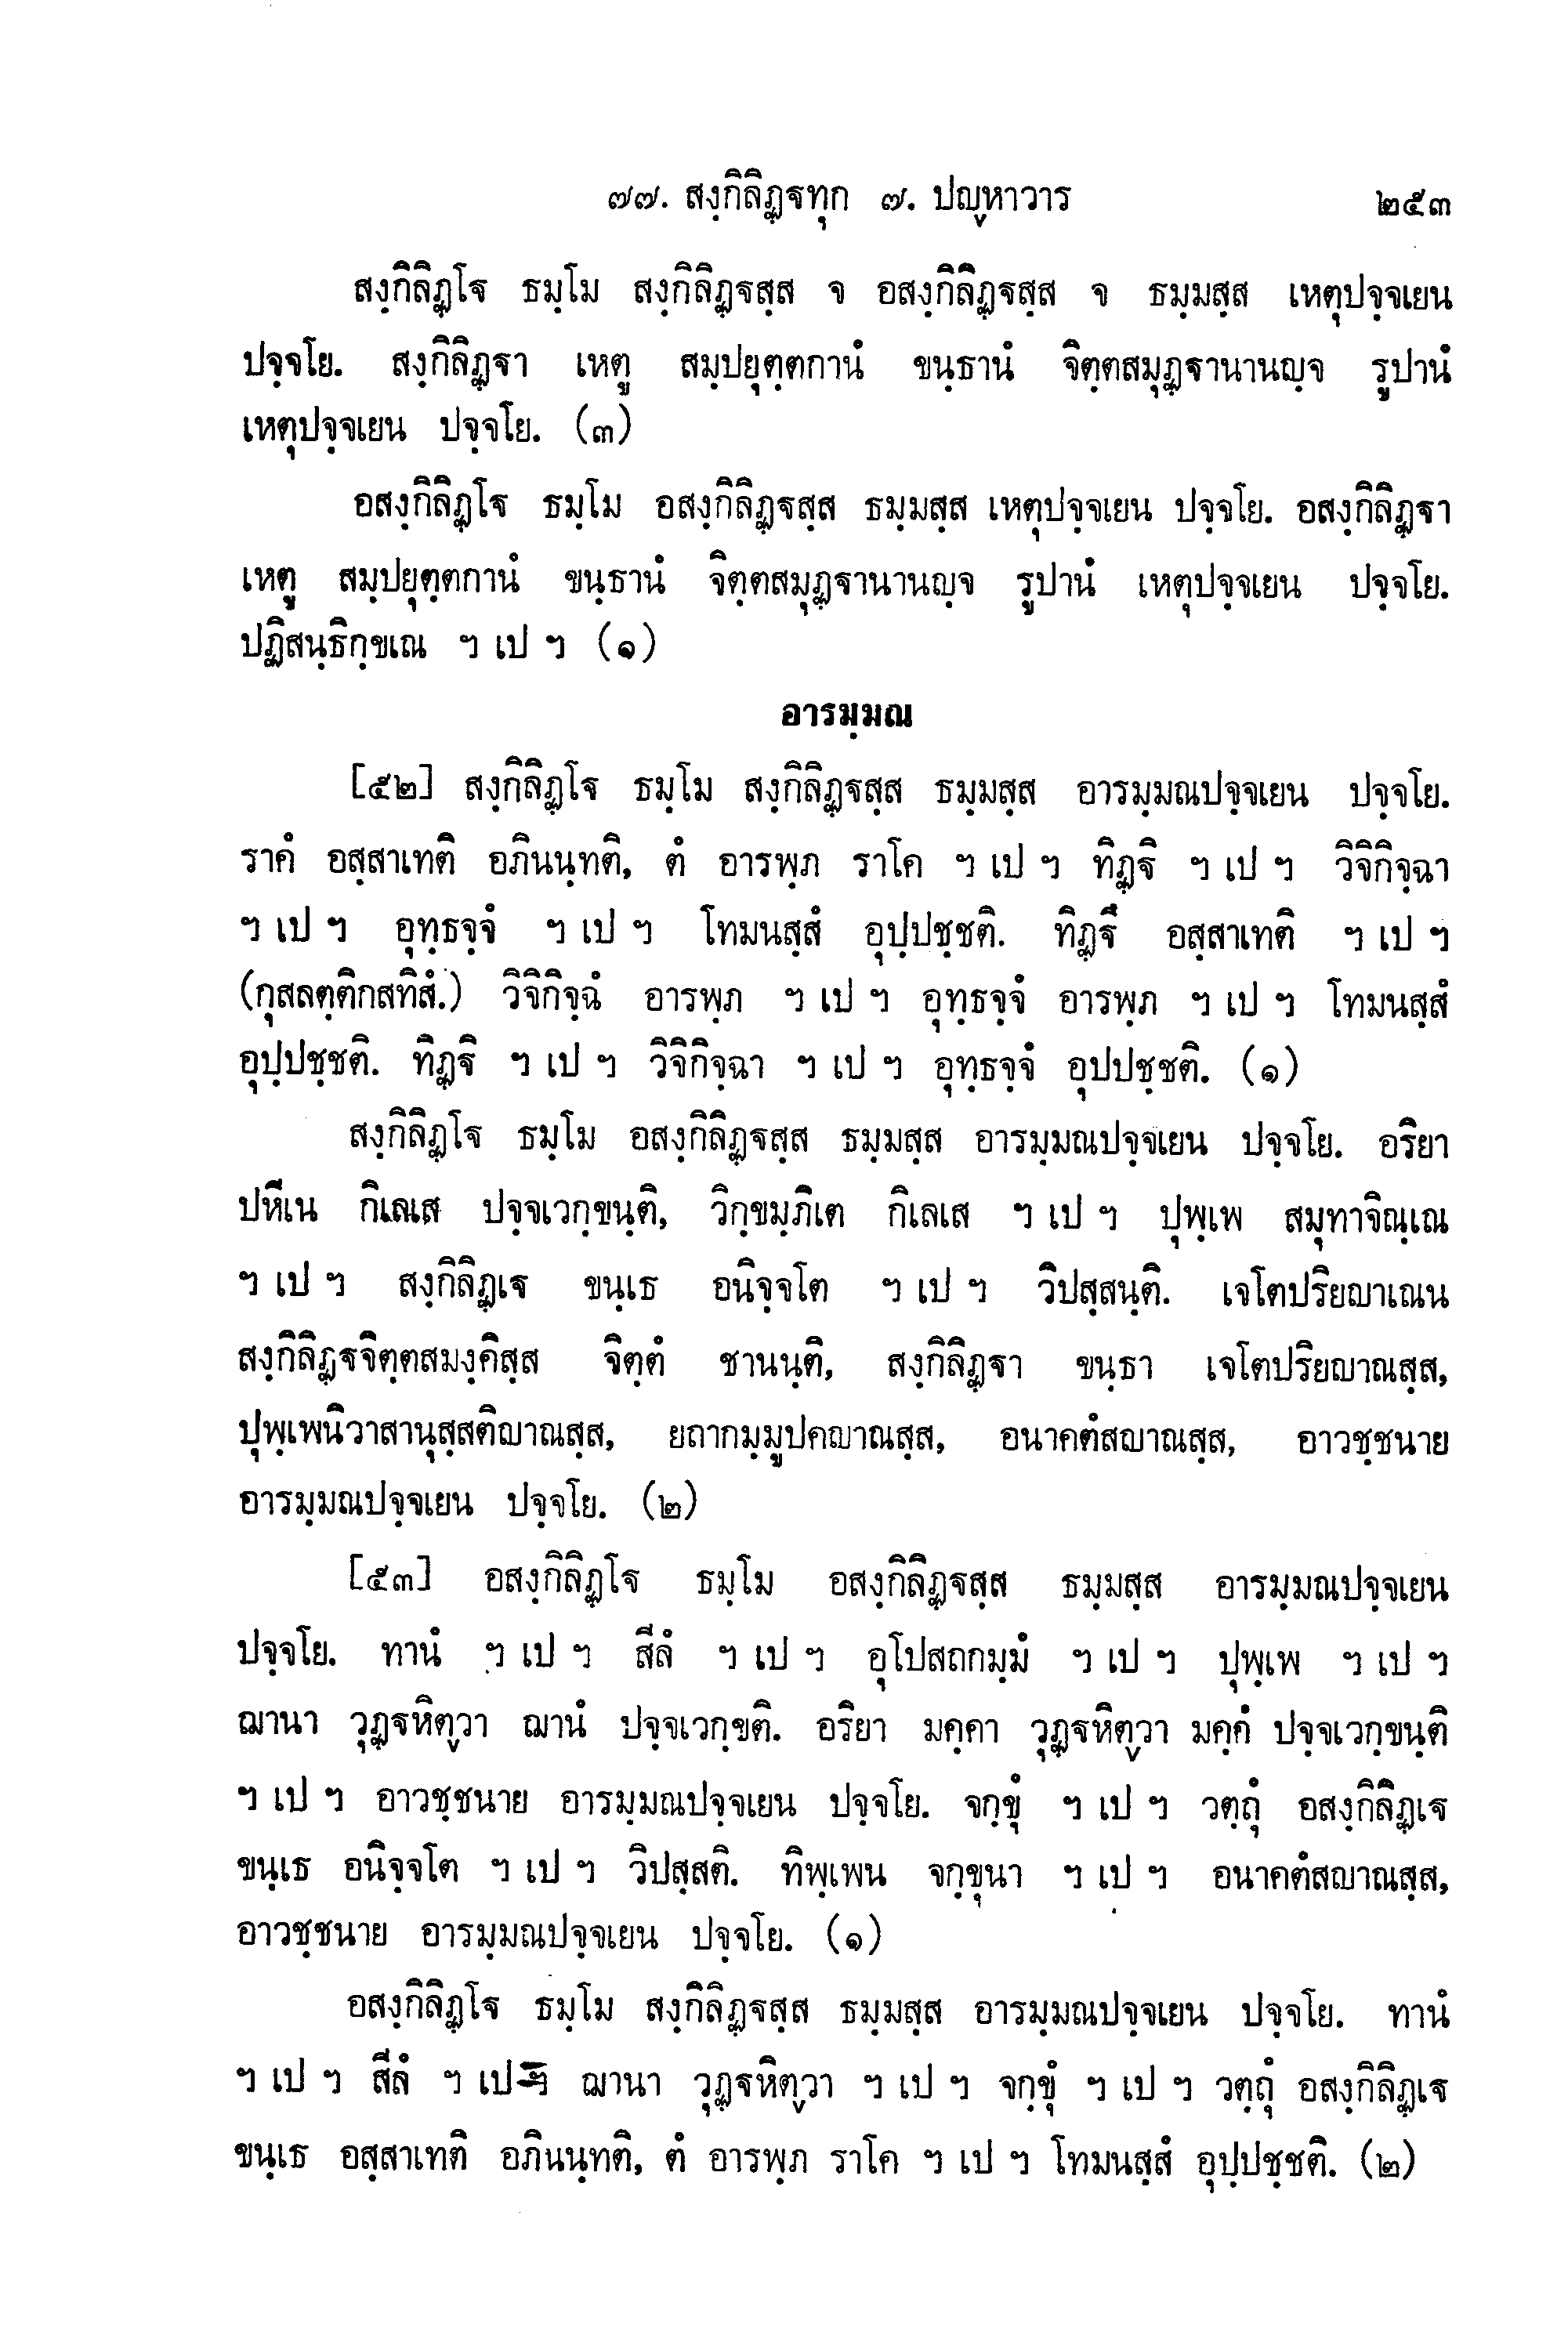 ๗๗. สงฺกิลิฏฺฐทุก ๗. ปญฺหาวาร ๒๕๓
สงฺกิลิฏฺโฐ ธมฺโม สงฺกิลิฏฺฐสฺส จ อสงฺกิลิฏฺฐสฺส จ ธมฺมสฺส เหตุปจฺจเยน
ปจฺจโย. สงฺกิลิฏฺฐา เหตู สมฺปยุตฺตกานํ ขนฺธานํ จิตฺตสมุฏฺฐานานญฺจ รูปานํ
เหตุปจฺจเยน ปจฺจโย. (๓)
อสงฺกิลิฏฺโฐ ธมฺโม อสงฺกิลิฏฺฐสฺส ธมฺมสฺส เหตุปจฺจเยน ปจฺจโย. อสงฺกิลิฏฺฐา
เหตู สมฺปยุตฺตกานํ ขนฺธานํ จิตฺตสมุฏฺฐานานญฺจ รูปานํ เหตุปจฺจเยน ปจฺจโย.
ปฏิสนฺธิกฺขเณ ฯ เป ฯ (๑)
อารมฺมณ
[๕๒] สงฺกิลิฏฺโฐ ธมฺโม สงฺกิลิฏฺฐสฺส ธมฺมสฺส อารมฺมณปจฺจเยน ปจฺจโย.
ราคํ อสฺสาเทติ อภินนฺทติ, ตํ อารพฺภ ราโค ฯ เป ฯ ทิฏฺฐิ ฯ เป ฯ วิจิกิจฺฉา
ฯ เป ฯ อุทฺธจฺจํ ฯ เป ฯ โทมนสฺสํ อุปฺปชฺชติ. ทิฏฺฐึ อสฺสาเทติ ฯ เป ฯ
(กุสลตฺติกสทิสํ.) วิจิกิจฺฉํ อารพฺภ ฯ เป ฯ อุทฺธจฺจํ อารพฺภ ฯ เป ฯ โทมนสฺสํ
อุปฺปชฺชติ. ทิฏฺฐิ ฯ เป ฯ วิจิกิจฺฉา ฯ เป ฯ อุทฺธจฺจํ อุปปชฺชติ. (๑)
สงฺกิลิฏฺโฐ ธมฺโม อสงฺกิลิฏฺฐสฺส ธมฺมสฺส อารมฺมณปจฺจเยน ปจฺจโย. อริยา
ปหีเน กิเลเส ปจฺจเวกฺขนฺติ, วิกฺขมฺภิเต กิเลเส ฯ เป ฯ ปุพฺเพ สมุทาจิณฺเณ
ฯ เป ฯ สงฺกิลิฏฺเฐ ขนฺเธ อนิจฺจโต ฯ เป ฯ วิปสฺสนฺติ. เจโตปริยญาเณน
สงฺกิลิฏฺฐจิตฺตสมงฺคิสฺส จิตฺตํ ชานนฺติ, สงฺกิลิฏฺฐา ขนฺธา เจโตปริยญาณสฺส,
ปุพฺเพนิวาสานุสฺสติญาณสฺส, ยถากมฺมูปคญาณสฺส, อนาคตํสญาณสฺส, อาวชฺชนาย
อารมฺมณปจฺจเยน ปจฺจโย. (๒)
[๕๓] อสงฺกิลิฏฺโฐ ธมฺโม อสงฺกิลิฏฺฐสฺส ธมฺมสฺส อารมฺมณปจฺจเยน
ปจฺจโย. ทานํ ฯ เป ฯ สีลํ ฯ เป ฯ อุโปสถกมฺมํ ฯ เป ฯ ปุพฺเพ ฯ เป ฯ
ฌานา วุฏฺฐหิตฺวา ฌานํ ปจฺจเวกฺขติ. อริยา มคฺคา วุฏฺฐหิตฺวา มคฺคํ ปจฺจเวกฺขนฺติ
ฯ เป ฯ อาวชฺชนาย อารมฺมณปจฺจเยน ปจฺจโย. จกฺขุํ ฯ เป ฯ วตฺถุํ อสงฺกิลิฏฺเฐ
ขนฺเธ อนิจฺจโต ฯ เป ฯ วิปสฺสติ. ทิพฺเพน จกฺขุนา ฯ เป ฯ อนาคตํสญาณสฺส,
อาวชฺชนาย อารมฺมณปจฺจเยน ปจฺจโย. (๑)
อสงฺกิลิฏฺโฐ ธมฺโม สงฺกิลิฏฺฐสฺส ธมฺมสฺส อารมฺมณปจฺจเยน ปจฺจโย. ทานํ
ฯ เป ฯ สีลํ ฯ เป ฯ ฌานา วุฏฺฐหิตฺวา ฯ เป ฯ จกฺขุํ ฯ เป ฯ วตฺถุํ อสงฺกิลิฏฺเฐ
ขนฺเธ อสฺสาเทติ อภินนฺทติ, ตํ อารพฺภ ราโค ฯ เป ฯ โทมนสฺสํ อุปฺปชฺชติ. (๒)